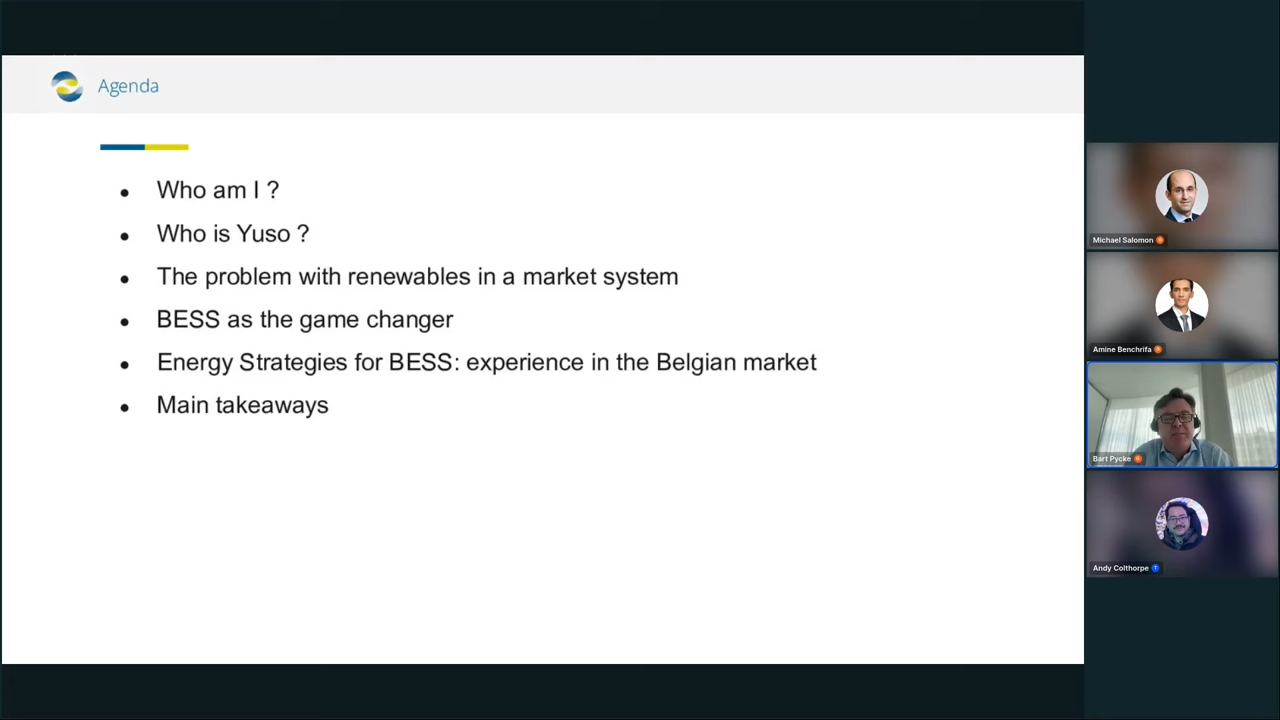 Agenda
Who am I ?
Who is Yuso ?
The problem with renewables in a market system
BESS as the game changer
Energy Strategies for BESS: experience in the Belgian market
Main takeaways
Michael Salomon
Amine Benchrifa
Bart Pycke
Andy Colthorpe